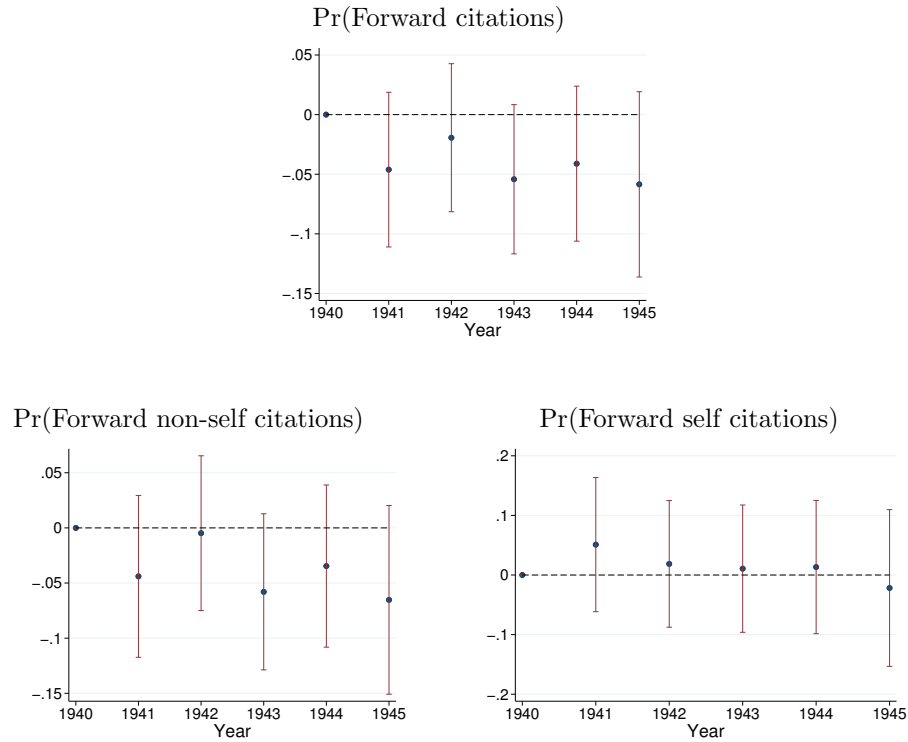 Pr(Forward citations)
.05
0
−.05
−.1
−.15
1940 1941 1942 1943 1944 1945
Year
Pr(Forward non-self citations)
.05
0
−.05
−.1
−.15
1940 1941 1942 1943 1944 1945
Year
Pr(Forward self citations)
.2
.1
0
−.1
−.2
1940 1941 1942 1943 1944 1945
Year